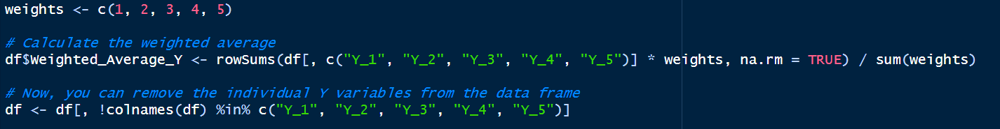 weights <- c(1, 2, 3, 4, 5)
# Calculate the weighted average
df$Weighted_Average_Y <- rowSums(df[, c("Y_1", "Y_2", "Y_3", "Y_4", "Y_5")] * weights, na.rm = TRUE) / sum(weights)
# Now, you can remove the individual Y variables from the data frame
df <- df[, !colnames(df) %in% c("Y_1", "Y_2", "Y_3", "Y_4", "Y_5")]